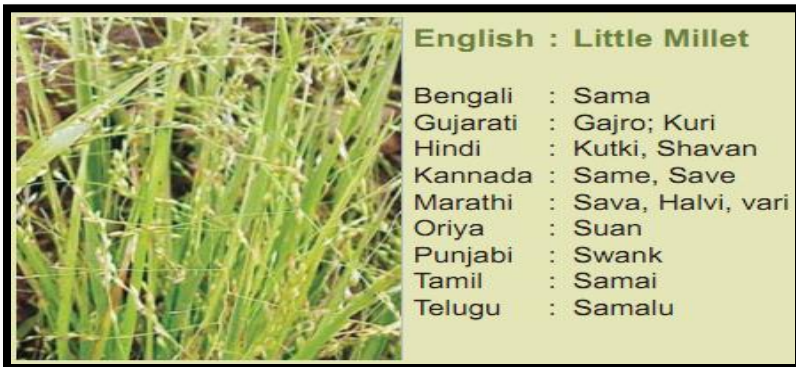 English : Little Millet
Bengali : Sama
Gujarati : Gajro; Kuri
Hindi : Kutki, Shavan
Kannada : Same, Save
Marathi : Sava, Halvi, vari
Oriya : Suan
Punjabi : Swank
Tamil : Samai
Telugu : Samalu